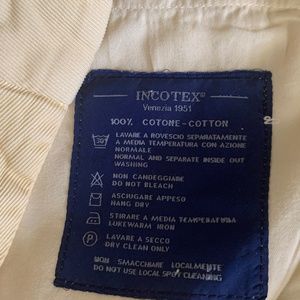 INCOTEX®
Venezia 1951
100% COTONE-COTTON
LAVARE A ROVESCIO SEPARATAMENTE
A MEDIA TEMPERATURA CON AZIONE
NORMALE
NORMAL AND SEPARATE INSIDE OUT
WASHING
NON CANDEGGIARE
DO NOT BLEACH
ASCIUGARE APPESO
HANG DRY
STIRARE A MEDIA TEMPERATURA
LUKEWARM IRON
P
LAVARE A SECCO
DRY CLEAN ONLY
NON SMACCHIARE LOCALMENTE
DO NOT USE LOCAL SPOT CLEANING